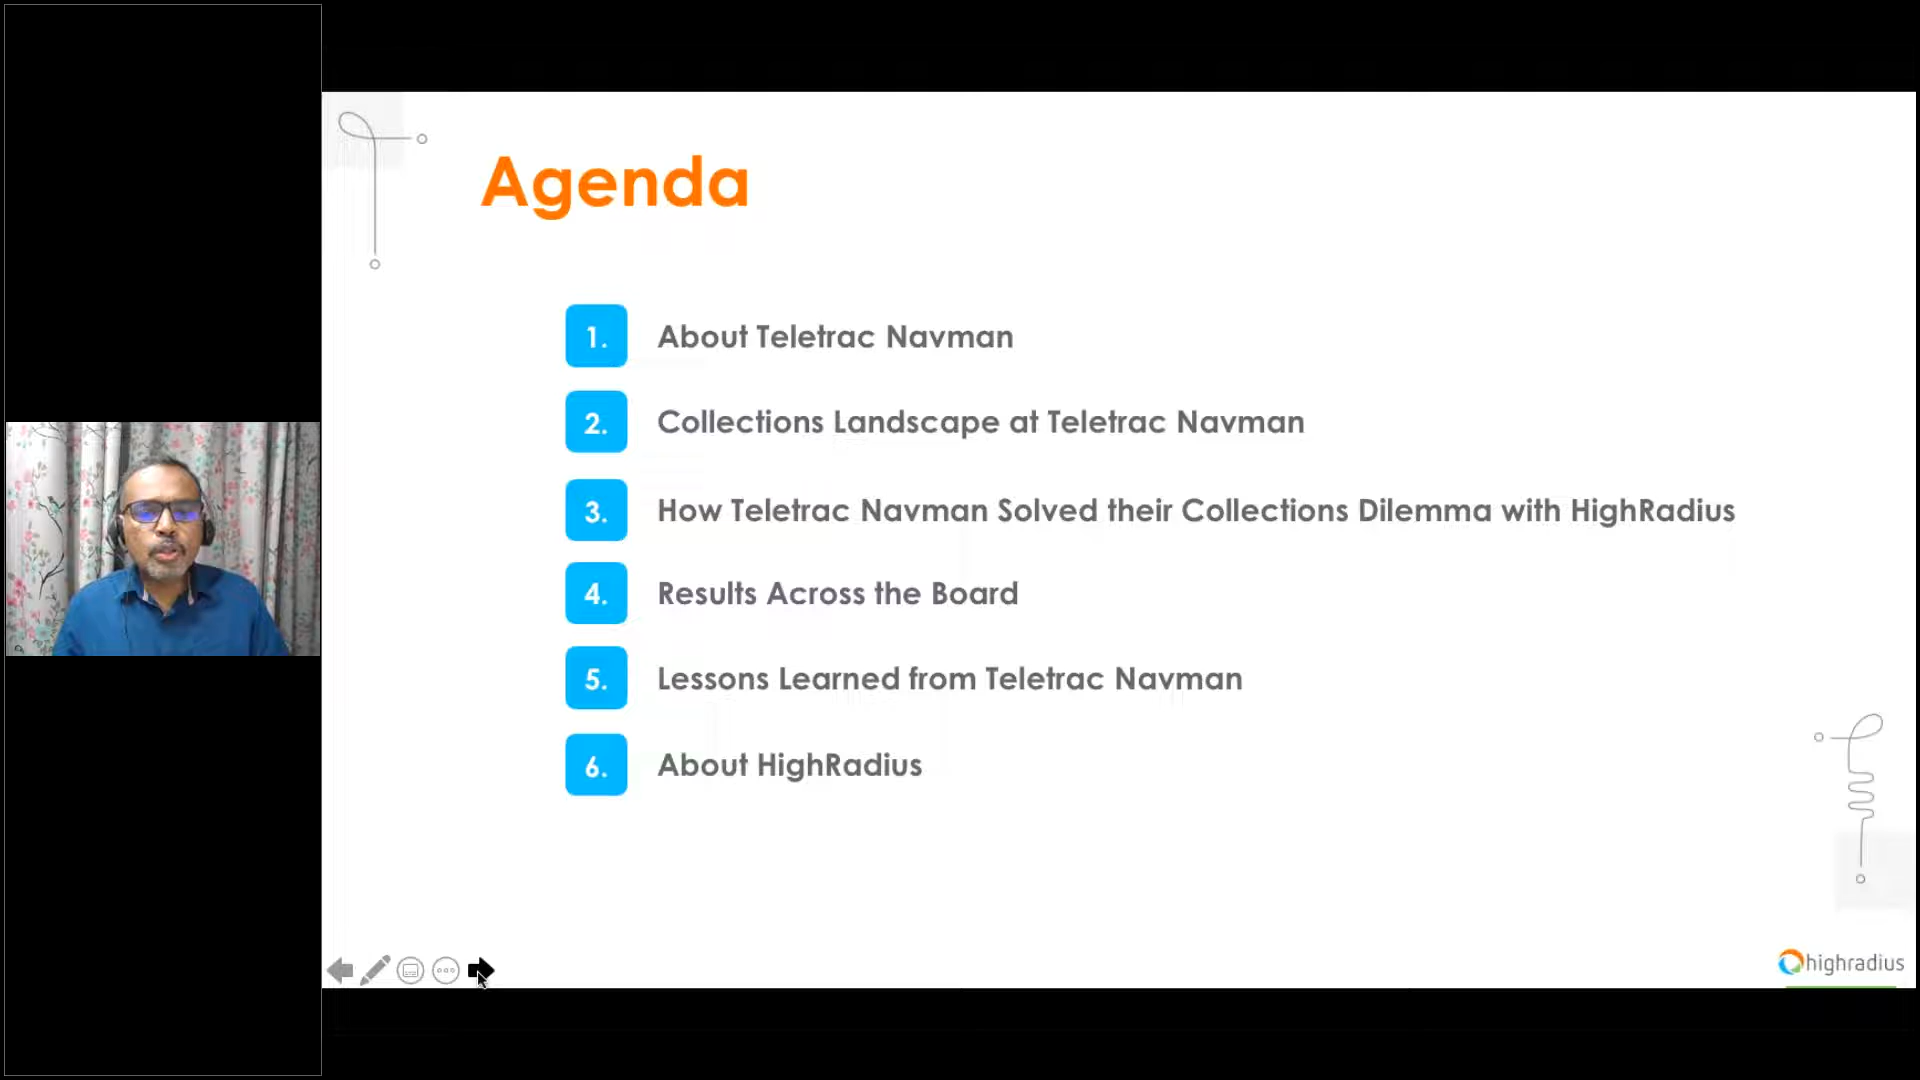 Agenda
1. About Teletrac Navman
2. Collections Landscape at Teletrac Navman
3. How Teletrac Navman Solved their Collections Dilemma with HighRadius
4. Results Across the Board
5. Lessons Learned from Teletrac Navman
6. About HighRadius
highradius